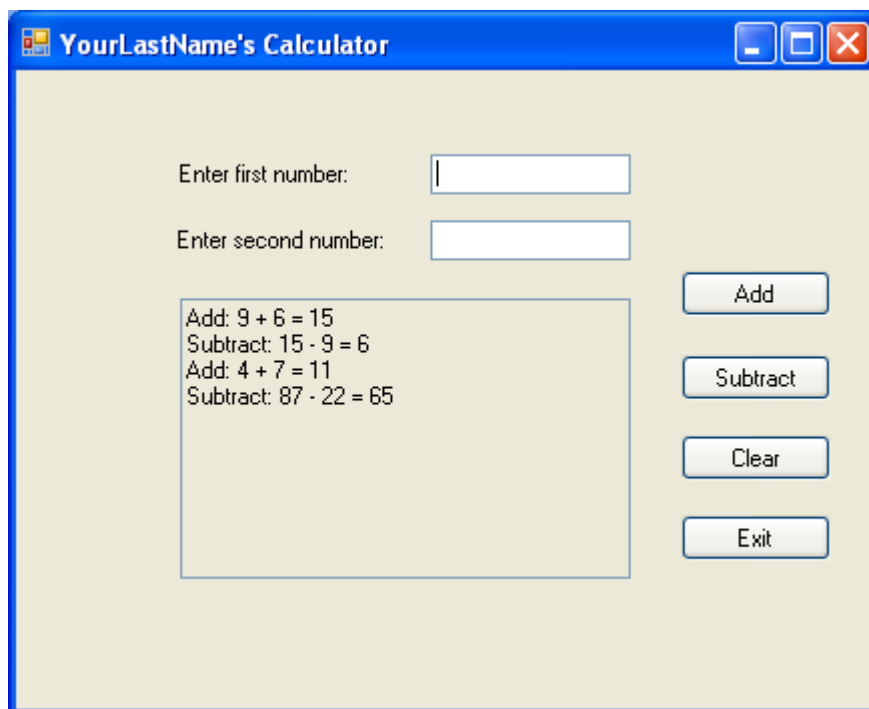 YourLastName's Calculator
Enter first number:
Enter second number:
Add: 9 + 6 = 15
Subtract: 15 - 9 = 6
Add: 4 + 7 = 11
Subtract: 87 - 22 = 65
Add
Subtract
Clear
Exit